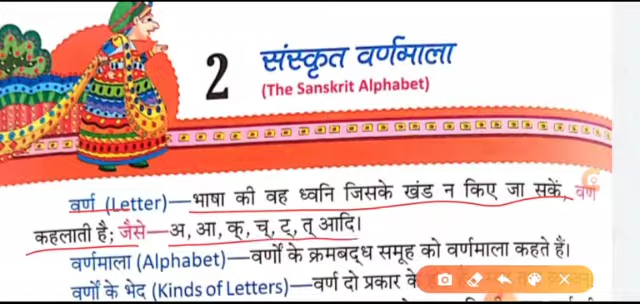 2
संस्कृत वर्णमाला
(The Sanskrit Alphabet)
वर्ण (Letter)—भाषा की वह ध्वनि जिसके खंड न किए जा सकें, वर्ण
कहलाती है; जैसे—अ, आ, क्, च्, ट्, त् आदि।
वर्णमाला (Alphabet)—वर्णों के क्रमबद्ध समूह को वर्णमाला कहते हैं।
वर्णों के भेद (Kinds of Letters)—वर्ण दो प्रकार के